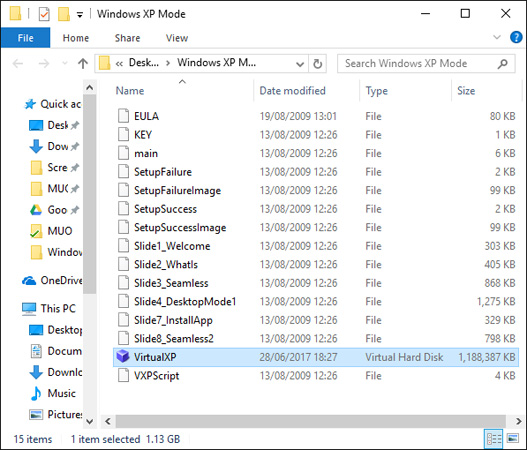 Windows XP Mode
File Home Share View
« Desk... Windows XP M... Search Windows XP Mode
Name Date modified Type Size
EULA 19/08/2009 13:01 File 80 KB
KEY 13/08/2009 12:26 File 1 KB
main 13/08/2009 12:26 File 6 KB
SetupFailure 13/08/2009 12:26 File 2 KB
SetupFailureImage 13/08/2009 12:26 File 99 KB
SetupSuccess 13/08/2009 12:26 File 2 KB
SetupSuccessImage 13/08/2009 12:26 File 99 KB
Slide1_Welcome 13/08/2009 12:26 File 303 KB
Slide2_WhatIs 13/08/2009 12:26 File 405 KB
Slide3_Seamless 13/08/2009 12:26 File 868 KB
Slide4_DesktopMode1 13/08/2009 12:26 File 1,275 KB
Slide7_InstallApp 13/08/2009 12:26 File 329 KB
Slide8_Seamless2 13/08/2009 12:26 File 798 KB
VirtualXP 28/06/2017 18:27 Virtual Hard Disk 1,188,387 KB
VXPScript 13/08/2009 12:26 File 4 KB
Quick ac
Desk
Dow
Scre
MUO
Goo
MUO
Window
OneDrive
This PC
Desktop
Docum
Downlo
Music
Pictures
15 items 1 item selected 1.13 GB